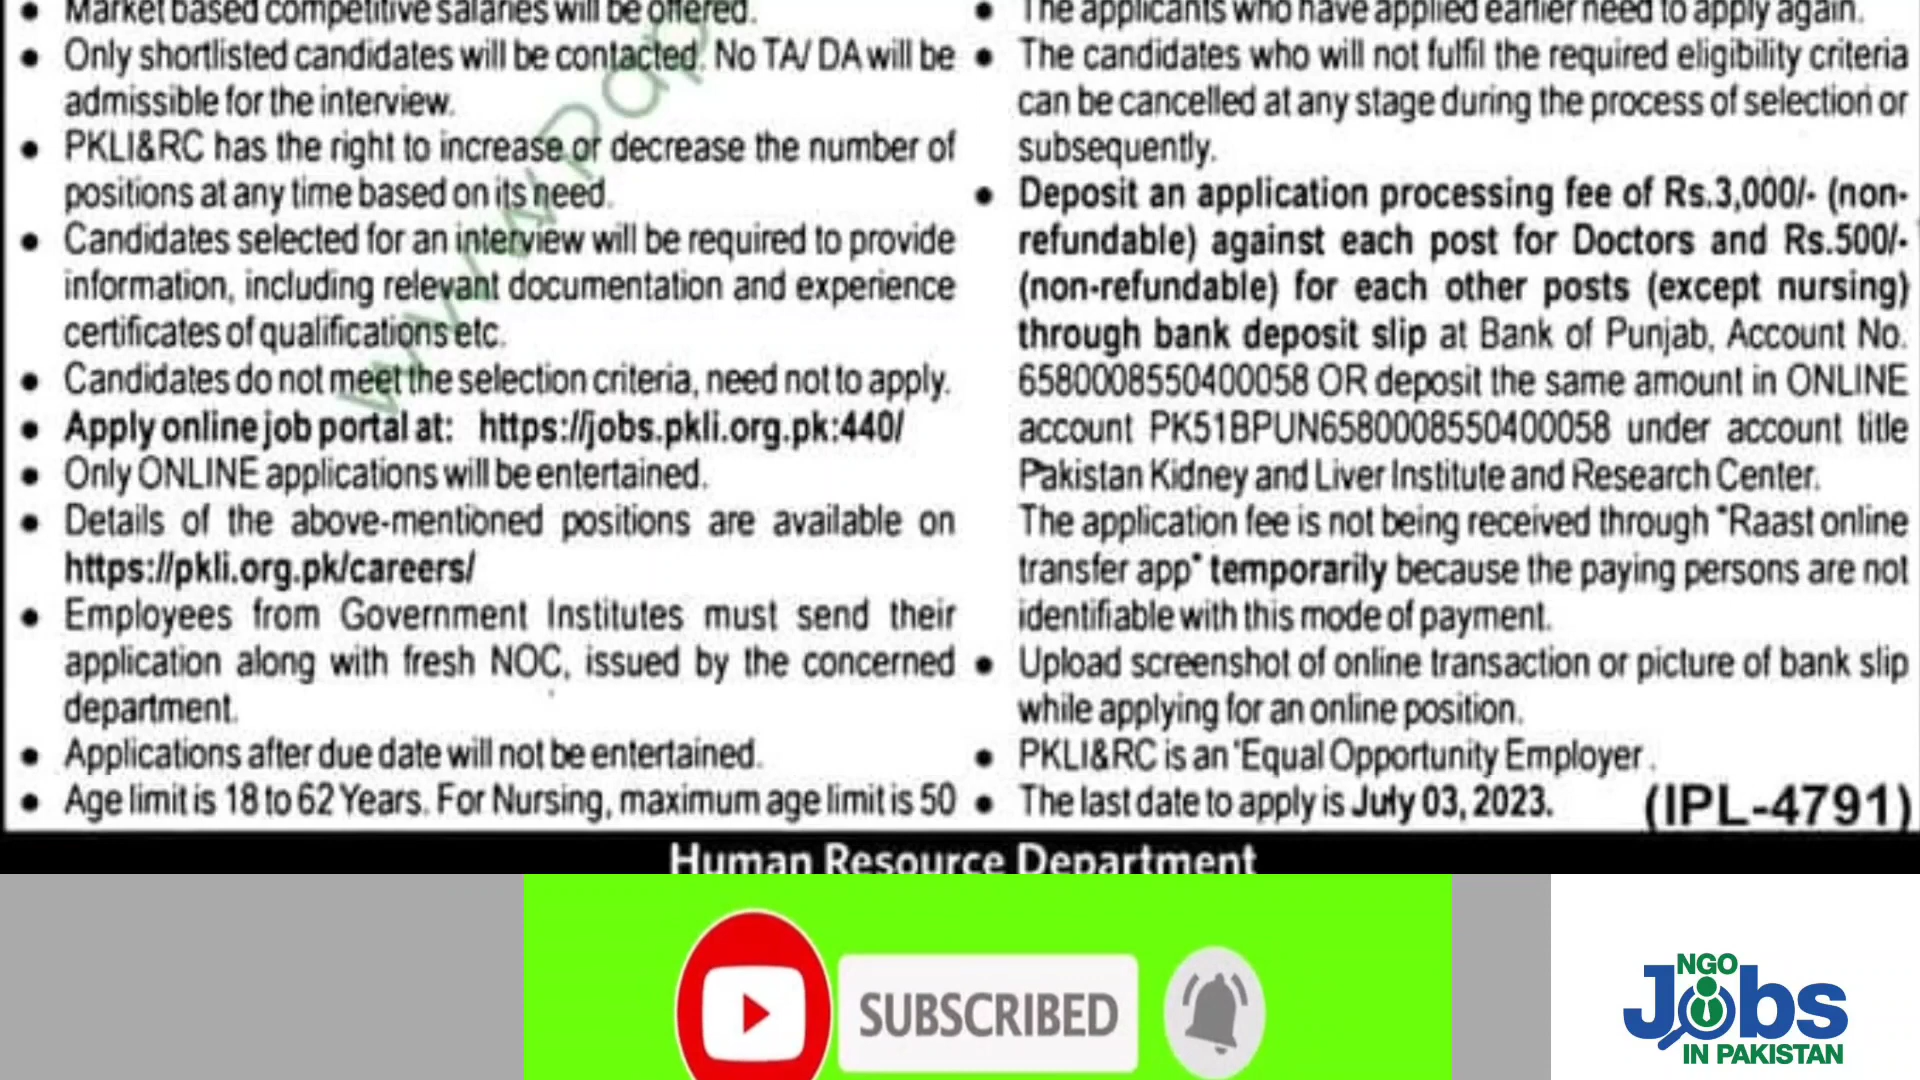 Market based competitive salaries will be offered.
• Only shortlisted candidates will be contacted. No TA/ DA will be
admissible for the interview.
• PKLI&RC has the right to increase or decrease the number of
positions at any time based on its need.
• Candidates selected for an interview will be required to provide
information, including relevant documentation and experience
certificates of qualifications etc.
• Candidates do not meet the selection criteria, need not to apply.
• Apply online job portal at: https://jobs.pkli.org.pk:440/
• Only ONLINE applications will be entertained.
• Details of the above-mentioned positions are available on
https://pkli.org.pk/careers/
• Employees from Government Institutes must send their
application along with fresh NOC, issued by the concerned
department.
• Applications after due date will not be entertained.
• Age limit is 18 to 62 Years. For Nursing, maximum age limit is 50
• The applicants who have applied earlier need to apply again.
• The candidates who will not fulfil the required eligibility criteria
can be cancelled at any stage during the process of selection or
subsequently.
• Deposit an application processing fee of Rs.3,000/- (non-
refundable) against each post for Doctors and Rs.500/-
(non-refundable) for each other posts (except nursing)
through bank deposit slip at Bank of Punjab, Account No.
6580008550400058 OR deposit the same amount in ONLINE
account PK51BPUN6580008550400058 under account title
Pakistan Kidney and Liver Institute and Research Center.
The application fee is not being received through "Raast online
transfer app" temporarily because the paying persons are not
identifiable with this mode of payment.
• Upload screenshot of online transaction or picture of bank slip
while applying for an online position.
• PKLI&RC is an 'Equal Opportunity Employer.
• The last date to apply is July 03, 2023. (IPL-4791)
www.Pap
Human Resource Department
SUBSCRIBED
NGO
Jobs
IN PAKISTAN